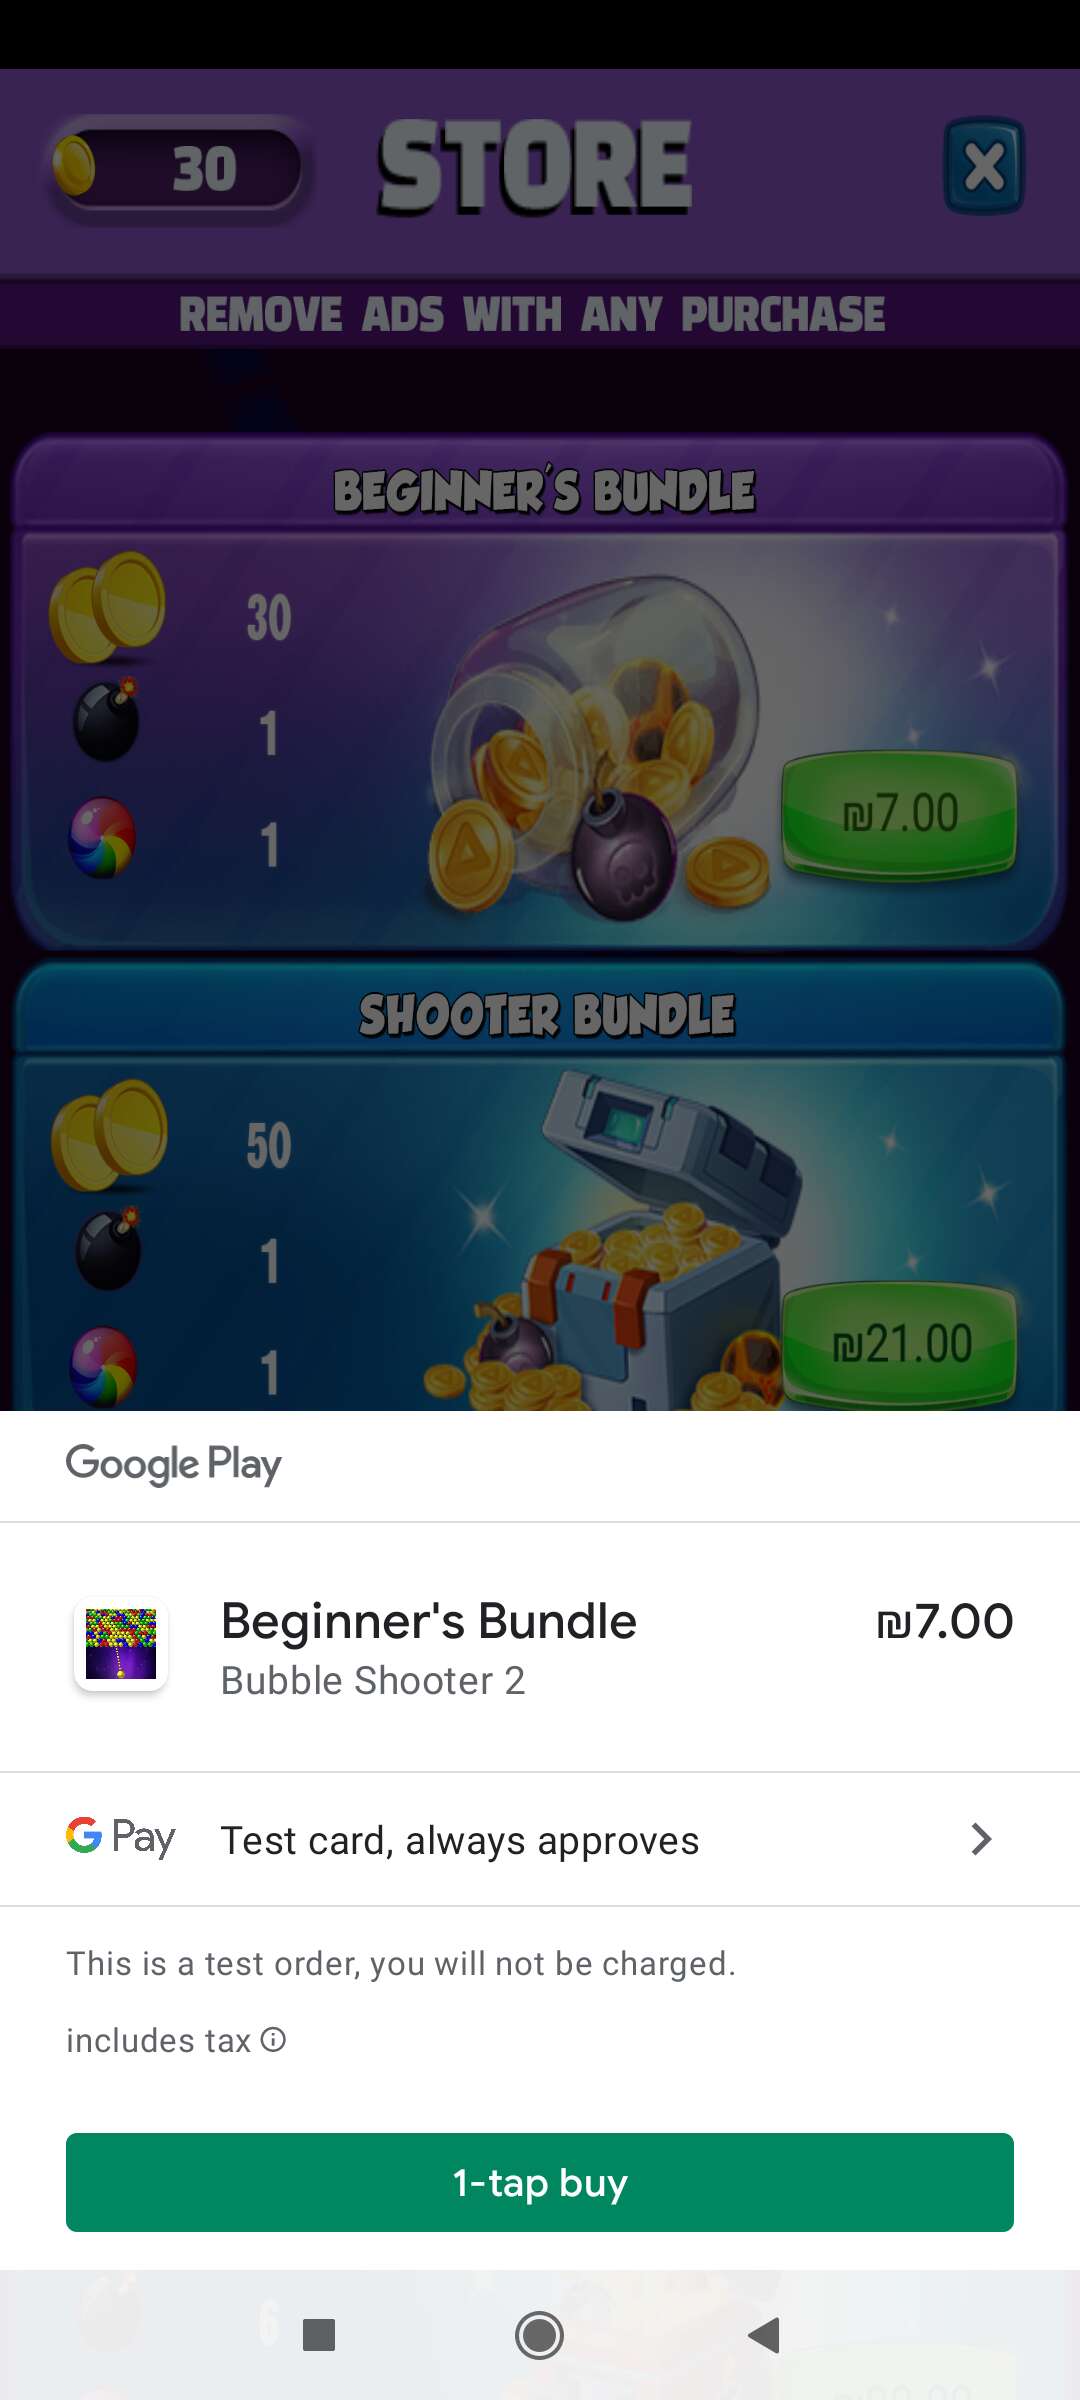 30
STORE
REMOVE ADS WITH ANY PURCHASE
BEGINNER'S BUNDLE
30
1
1
₪7.00
SHOOTER BUNDLE
50
1
1
₪21.00
Google Play
Beginner's Bundle
₪7.00
Bubble Shooter 2
G Pay
Test card, always approves
This is a test order, you will not be charged.
includes tax
1-tap buy
6